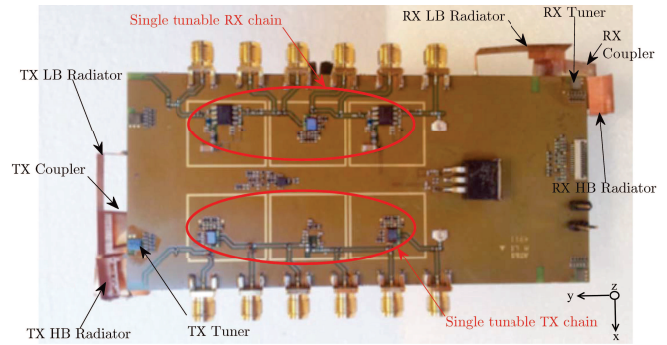 Single tunable RX chain
RX LB Radiator
RX Tuner
RX
Coupler
TX LB Radiator
TX Coupler
RX HB Radiator
TX HB Radiator
TX Tuner
Single tunable TX chain
z
y
x